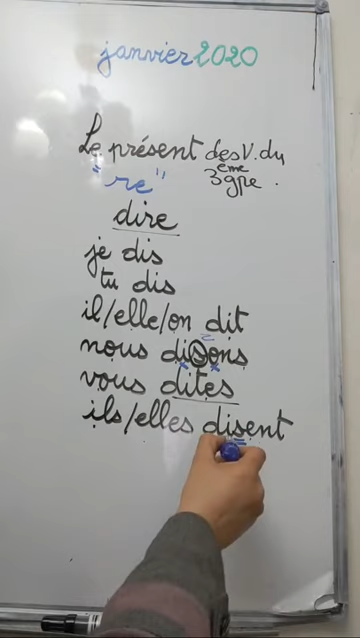 janvier 2020
Le présent des V. du
"re" 3ème gpe.
dire
je dis
tu dis
il/elle/on dit
nous disons
vous dites
ils/elles disent